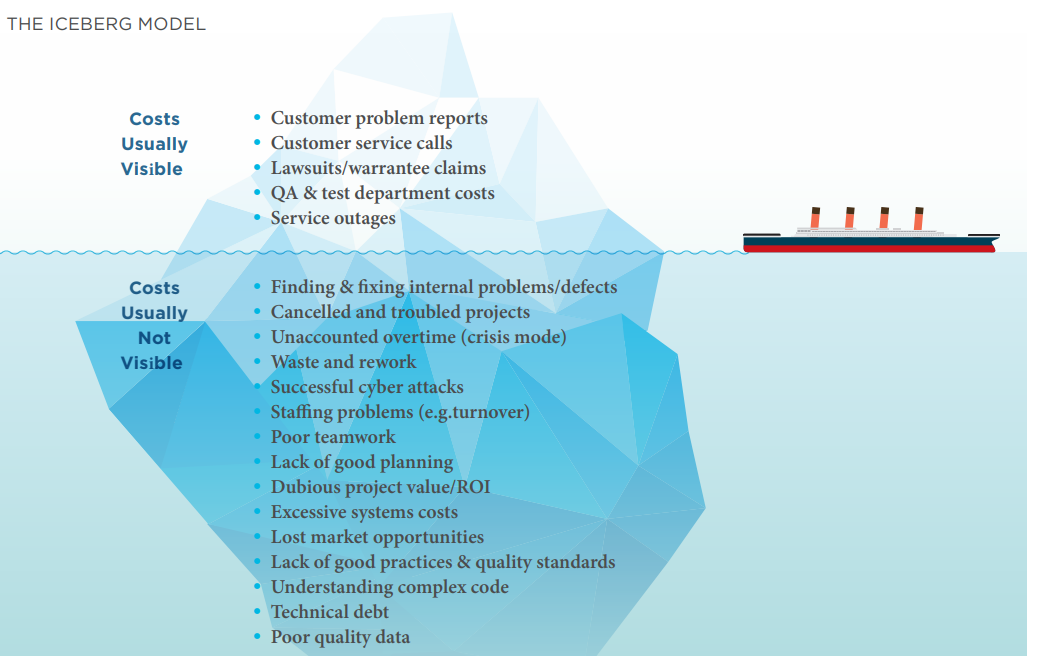 THE ICEBERG MODEL
Costs
Usually
Visible
• Customer problem reports
• Customer service calls
• Lawsuits/warrantee claims
• QA & test department costs
• Service outages
Costs
Usually
Not
Visible
• Finding & fixing internal problems/defects
• Cancelled and troubled projects
• Unaccounted overtime (crisis mode)
• Waste and rework
• Successful cyber attacks
• Staffing problems (e.g.turnover)
• Poor teamwork
• Lack of good planning
• Dubious project value/ROI
• Excessive systems costs
• Lost market opportunities
• Lack of good practices & quality standards
• Understanding complex code
• Technical debt
• Poor quality data